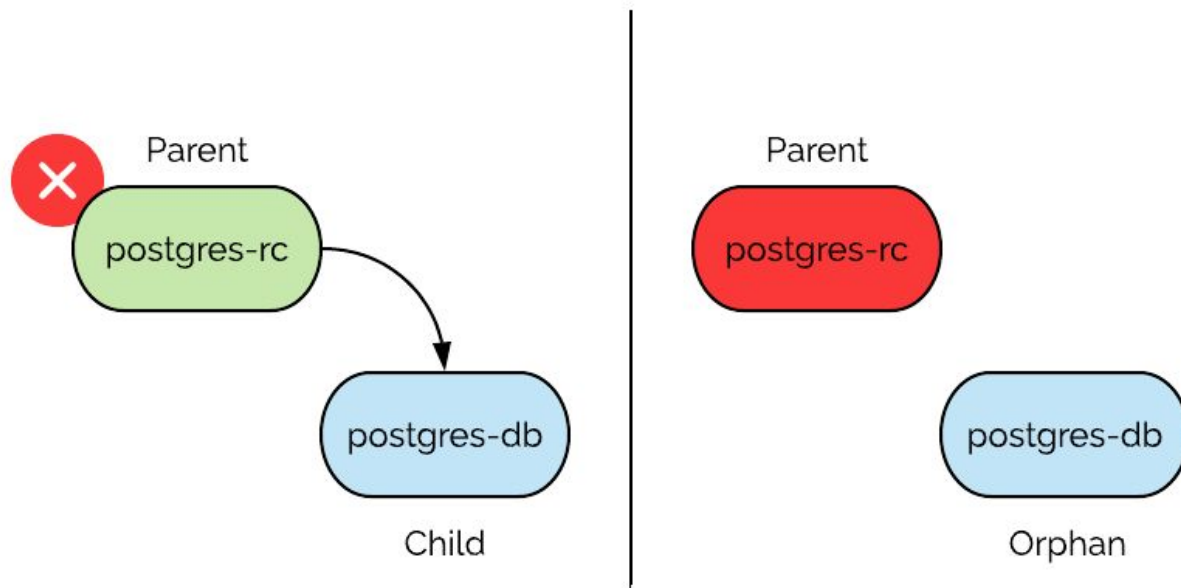 Parent
postgres-rc
postgres-db
Child
Parent
postgres-rc
postgres-db
Orphan